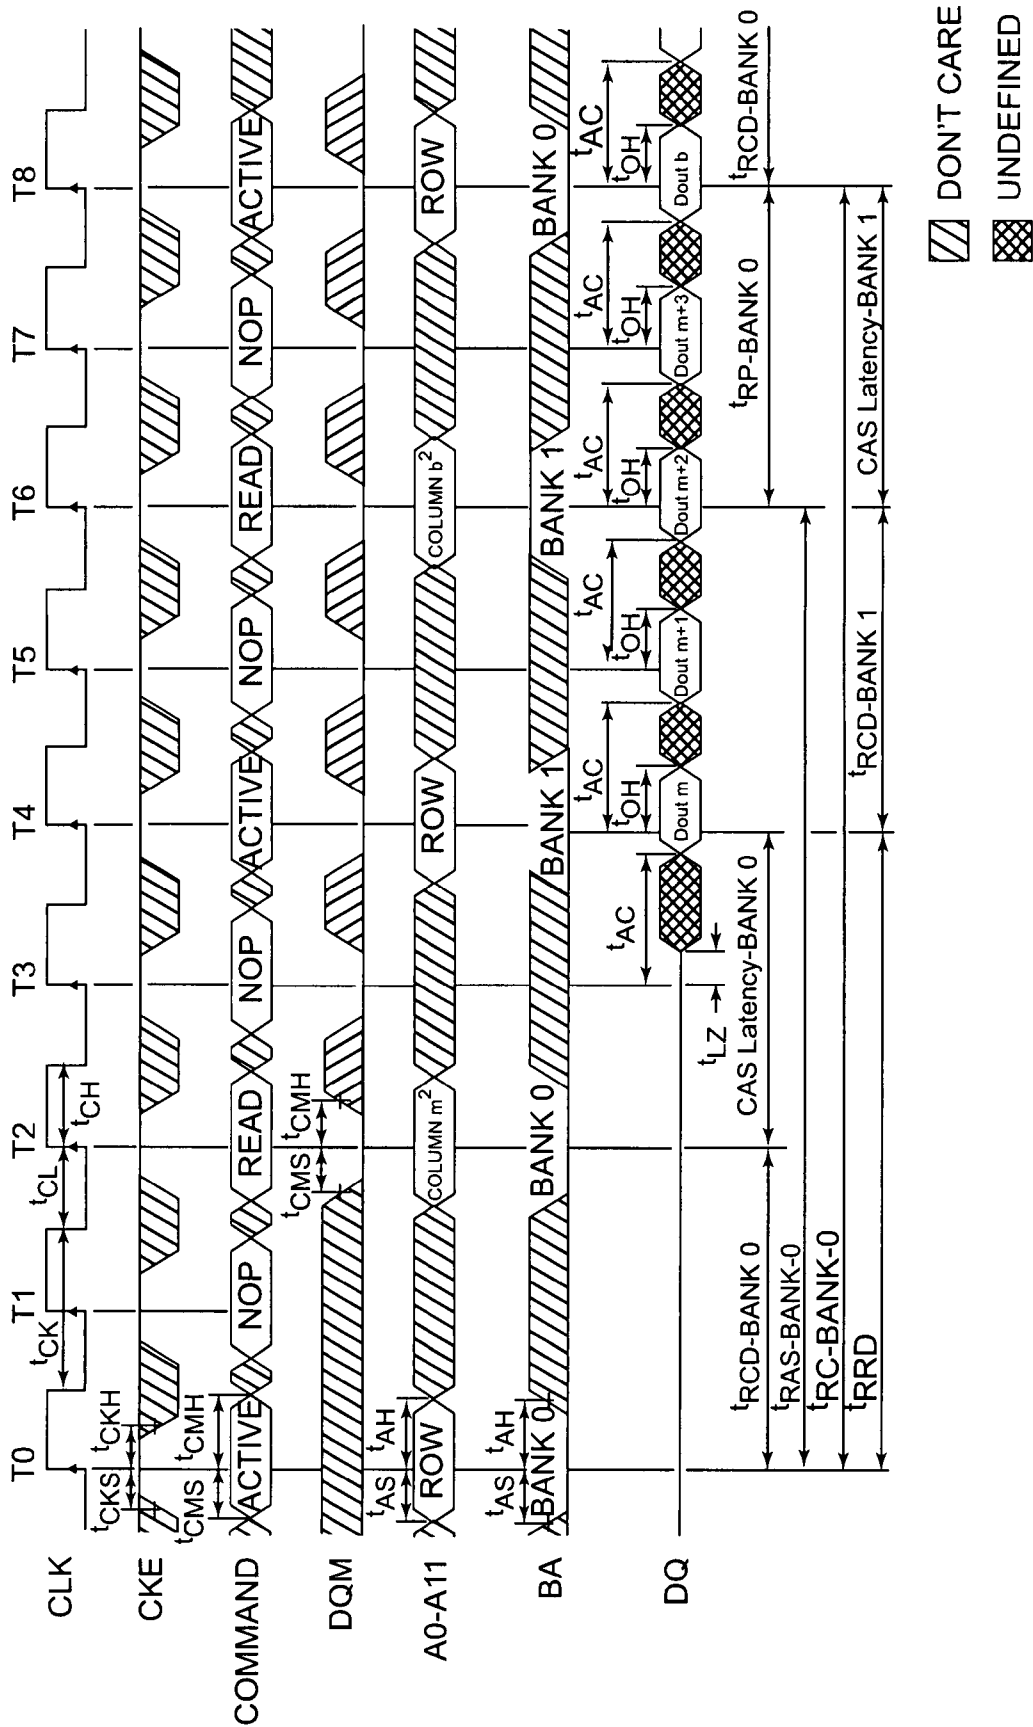 T0 T1 T2 T3 T4 T5 T6 T7 T8
CLK
tCK tCL tCH
CKE
tCKS tCKH
COMMAND
tCMS tCMH
ACTIVE NOP READ NOP ACTIVE NOP READ NOP ACTIVE
DQM
tCMS tCMH
A0-A11
tAS tAH
ROW COLUMN m2 ROW COLUMN b2 ROW
BA
tAS tAH
BANK 0 BANK 0 BANK 1 BANK 1 BANK 0
DQ
tAC tAC tAC tAC tAC tAC
tOH tOH tOH tOH tOH
Dout m Dout m+1 Dout m+2 Dout m+3 Dout b
tLZ
tRCD-BANK 0 CAS Latency-BANK 0 tRP-BANK 0 tRCD-BANK 0
tRAS-BANK-0
tRC-BANK-0
tRRD tRCD-BANK 1 CAS Latency-BANK 1
DON'T CARE
UNDEFINED